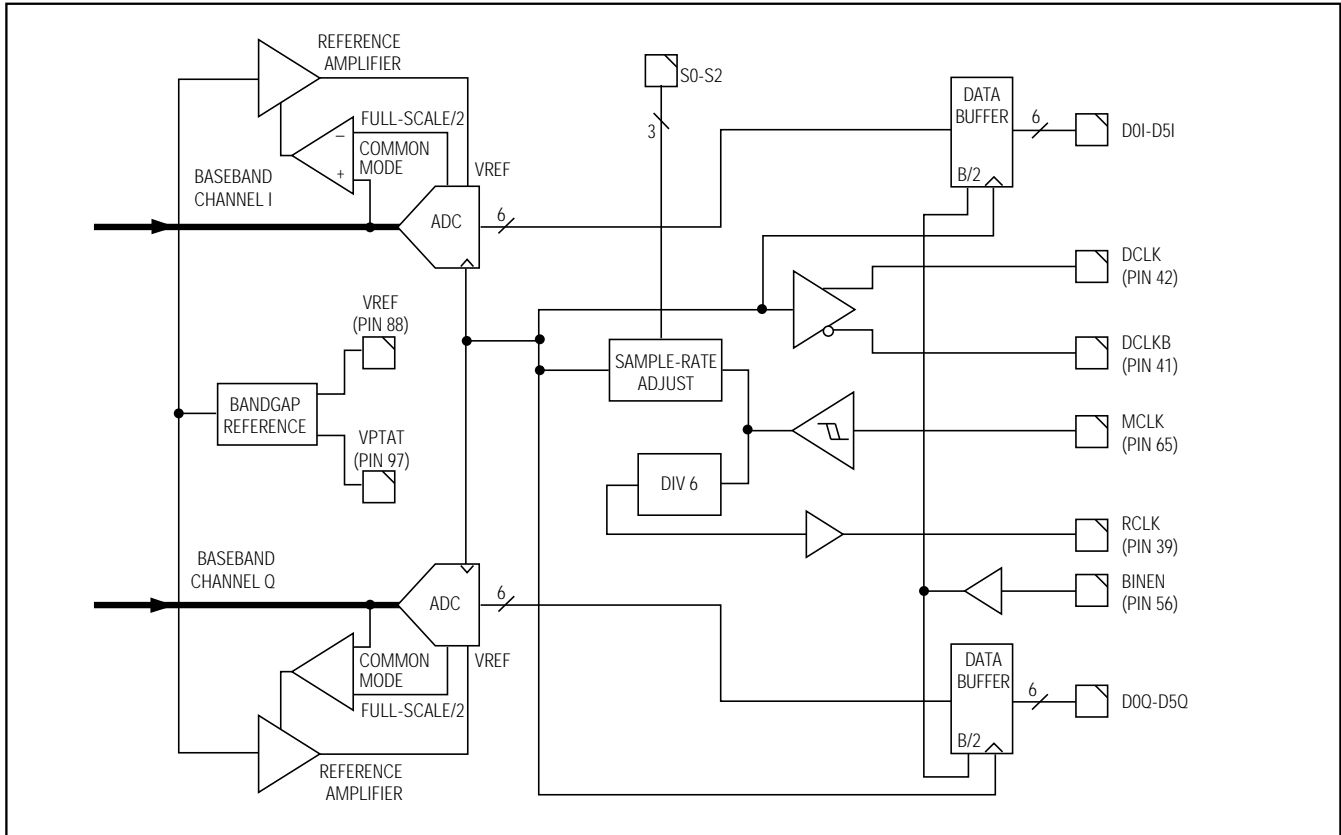 REFERENCE
AMPLIFIER
FULL-SCALE/2
–
COMMON
MODE
+
VREF
BASEBAND
CHANNEL I
ADC
6
S0-S2
3
DATA
BUFFER
B/2
6
D0I-D5I
DCLK
(PIN 42)
DCLKB
(PIN 41)
VREF
(PIN 88)
SAMPLE-RATE
ADJUST
BANDGAP
REFERENCE
VPTAT
(PIN 97)
MCLK
(PIN 65)
DIV 6
RCLK
(PIN 39)
BINEN
(PIN 56)
BASEBAND
CHANNEL Q
ADC
6
COMMON
MODE
VREF
FULL-SCALE/2
REFERENCE
AMPLIFIER
DATA
BUFFER
B/2
6
D0Q-D5Q